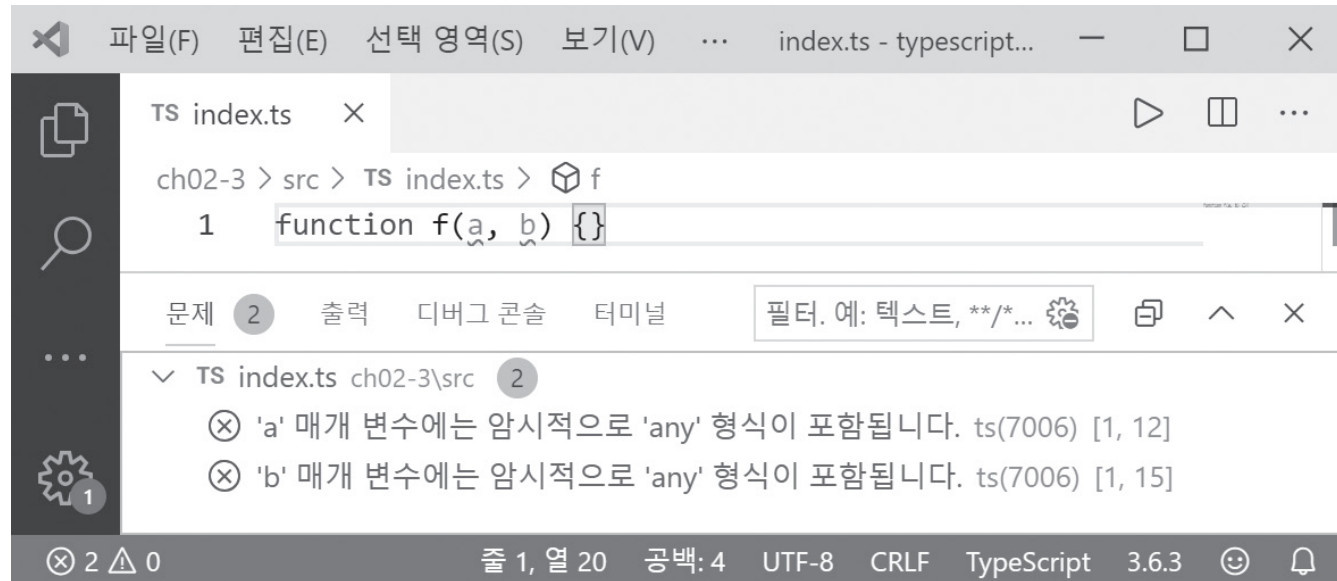 파일(F) 편집(E) 선택 영역(S) 보기(V) ··· index.ts - typescript...
TS index.ts
ch02-3 > src > TS index.ts > f
1 function f(a, b) {}
문제 2 출력 디버그 콘솔 터미널 필터. 예: 텍스트, **/*...
TS index.ts ch02-3\src 2
'a' 매개 변수에는 암시적으로 'any' 형식이 포함됩니다. ts(7006) [1, 12]
'b' 매개 변수에는 암시적으로 'any' 형식이 포함됩니다. ts(7006) [1, 15]
1
2 0 줄 1, 열 20 공백: 4 UTF-8 CRLF TypeScript 3.6.3